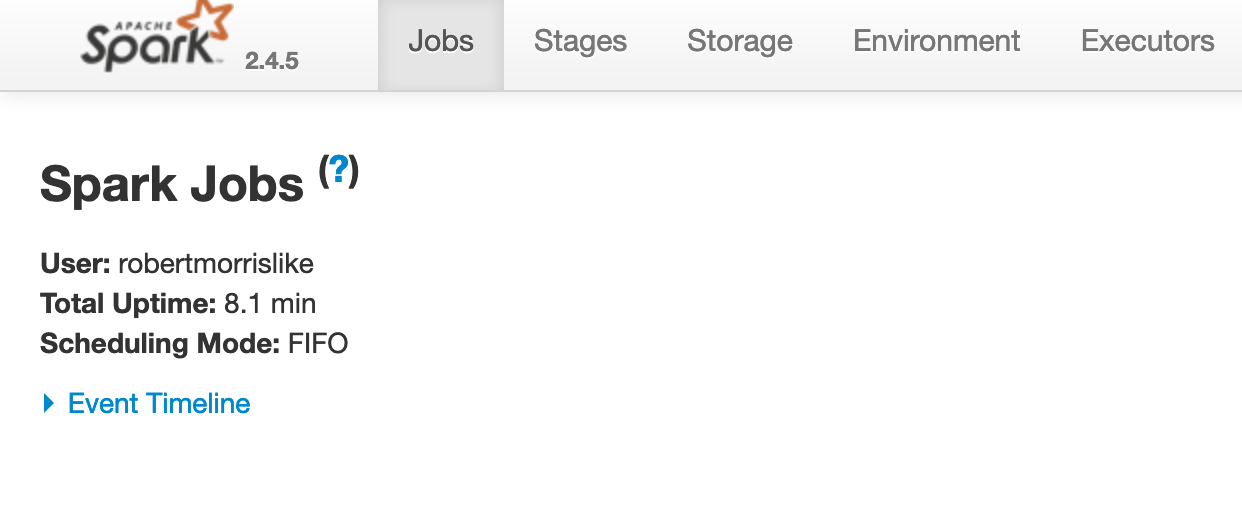 APACHE
Spark™ 2.4.5 Jobs Stages Storage Environment Executors
Spark Jobs (?)
User: robertmorrislike
Total Uptime: 8.1 min
Scheduling Mode: FIFO
Event Timeline